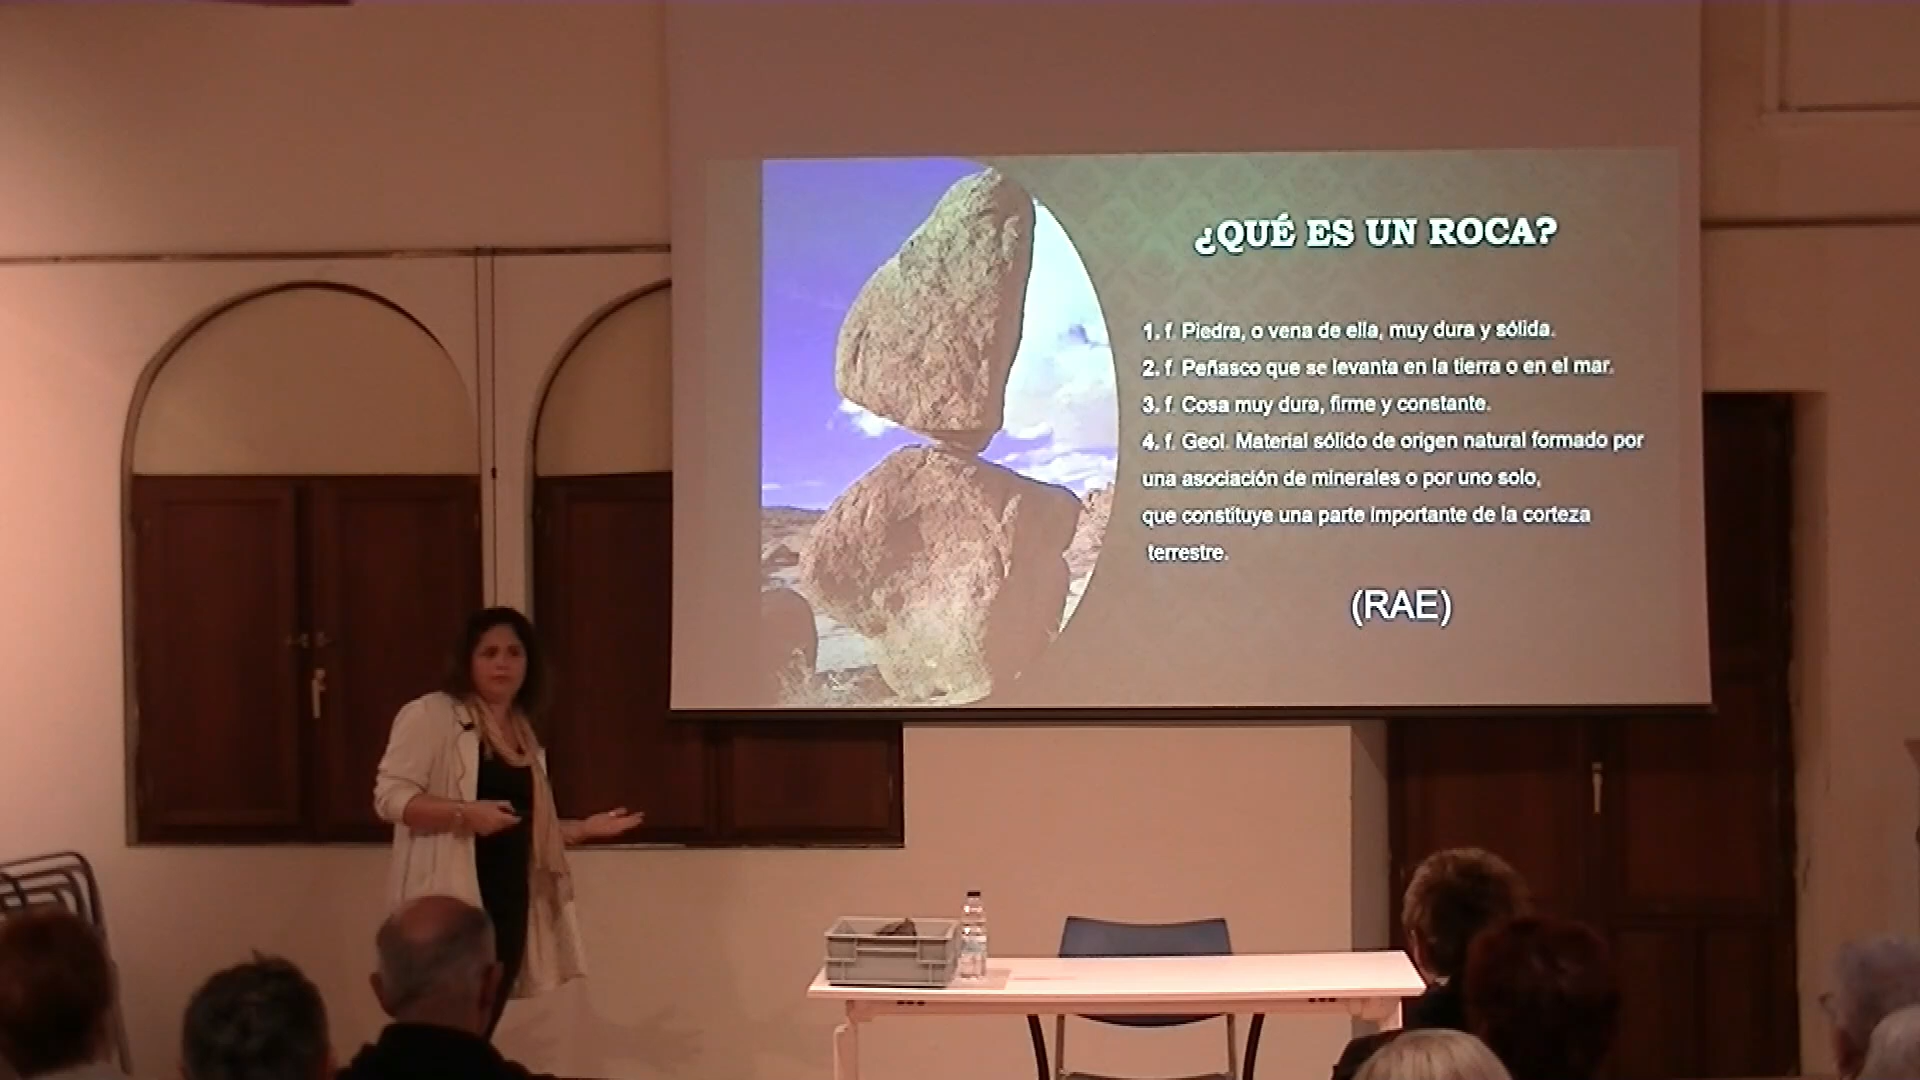 ¿QUÉ ES UN ROCA?
1. f. Piedra, o vena de ella, muy dura y sólida.
2. f. Peñasco que se levanta en la tierra o en el mar.
3. f. Cosa muy dura, firme y constante.
4. f. Geol. Material sólido de origen natural formado por
una asociación de minerales o por uno solo,
que constituye una parte importante de la corteza
terrestre.
(RAE)